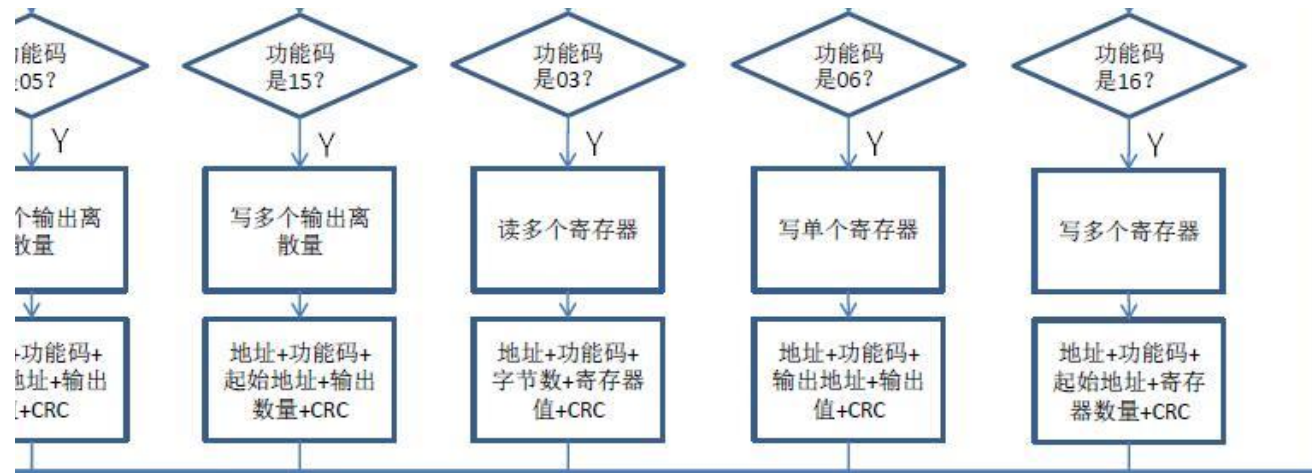 功能码
是05?
Y
个输出离
散量
+功能码+
地址+输出
+CRC
功能码
是15?
Y
写多个输出离
散量
地址+功能码+
起始地址+输出
数量+CRC
功能码
是03?
Y
读多个寄存器
地址+功能码+
字节数+寄存器
值+CRC
功能码
是06?
Y
写单个寄存器
地址+功能码+
输出地址+输出
值+CRC
功能码
是16?
Y
写多个寄存器
地址+功能码+
起始地址+寄存
器数量+CRC